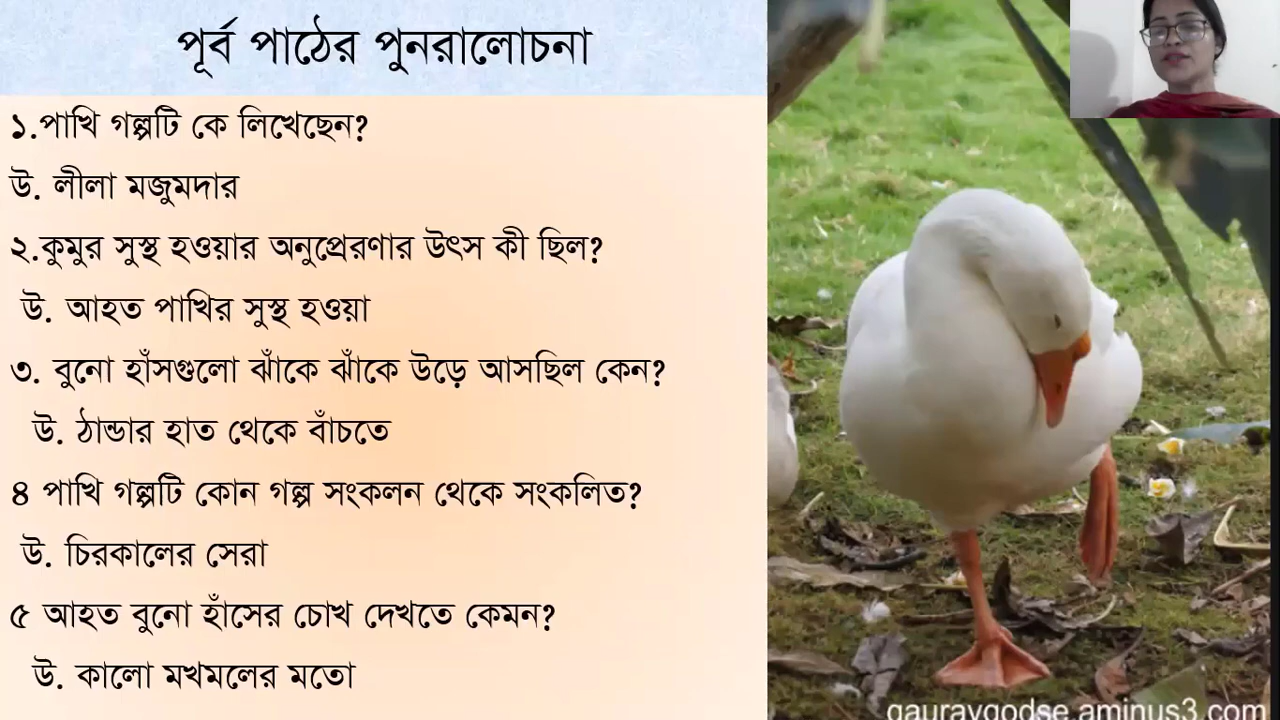 পূর্ব পাঠের পুনরালোচনা
১.পাখি গল্পটি কে লিখেছেন?
উ. লীলা মজুমদার
২.কুমুর সুস্থ হওয়ার অনুপ্রেরণার উৎস কী ছিল?
উ. আহত পাখির সুস্থ হওয়া
৩. বুনো হাঁসগুলো ঝাঁকে ঝাঁকে উড়ে আসছিল কেন?
উ. ঠান্ডার হাত থেকে বাঁচতে
৪ পাখি গল্পটি কোন গল্প সংকলন থেকে সংকলিত?
উ. চিরকালের সেরা
৫ আহত বুনো হাঁসের চোখ দেখতে কেমন?
উ. কালো মখমলের মতো
gauravgodse.aminus3.com